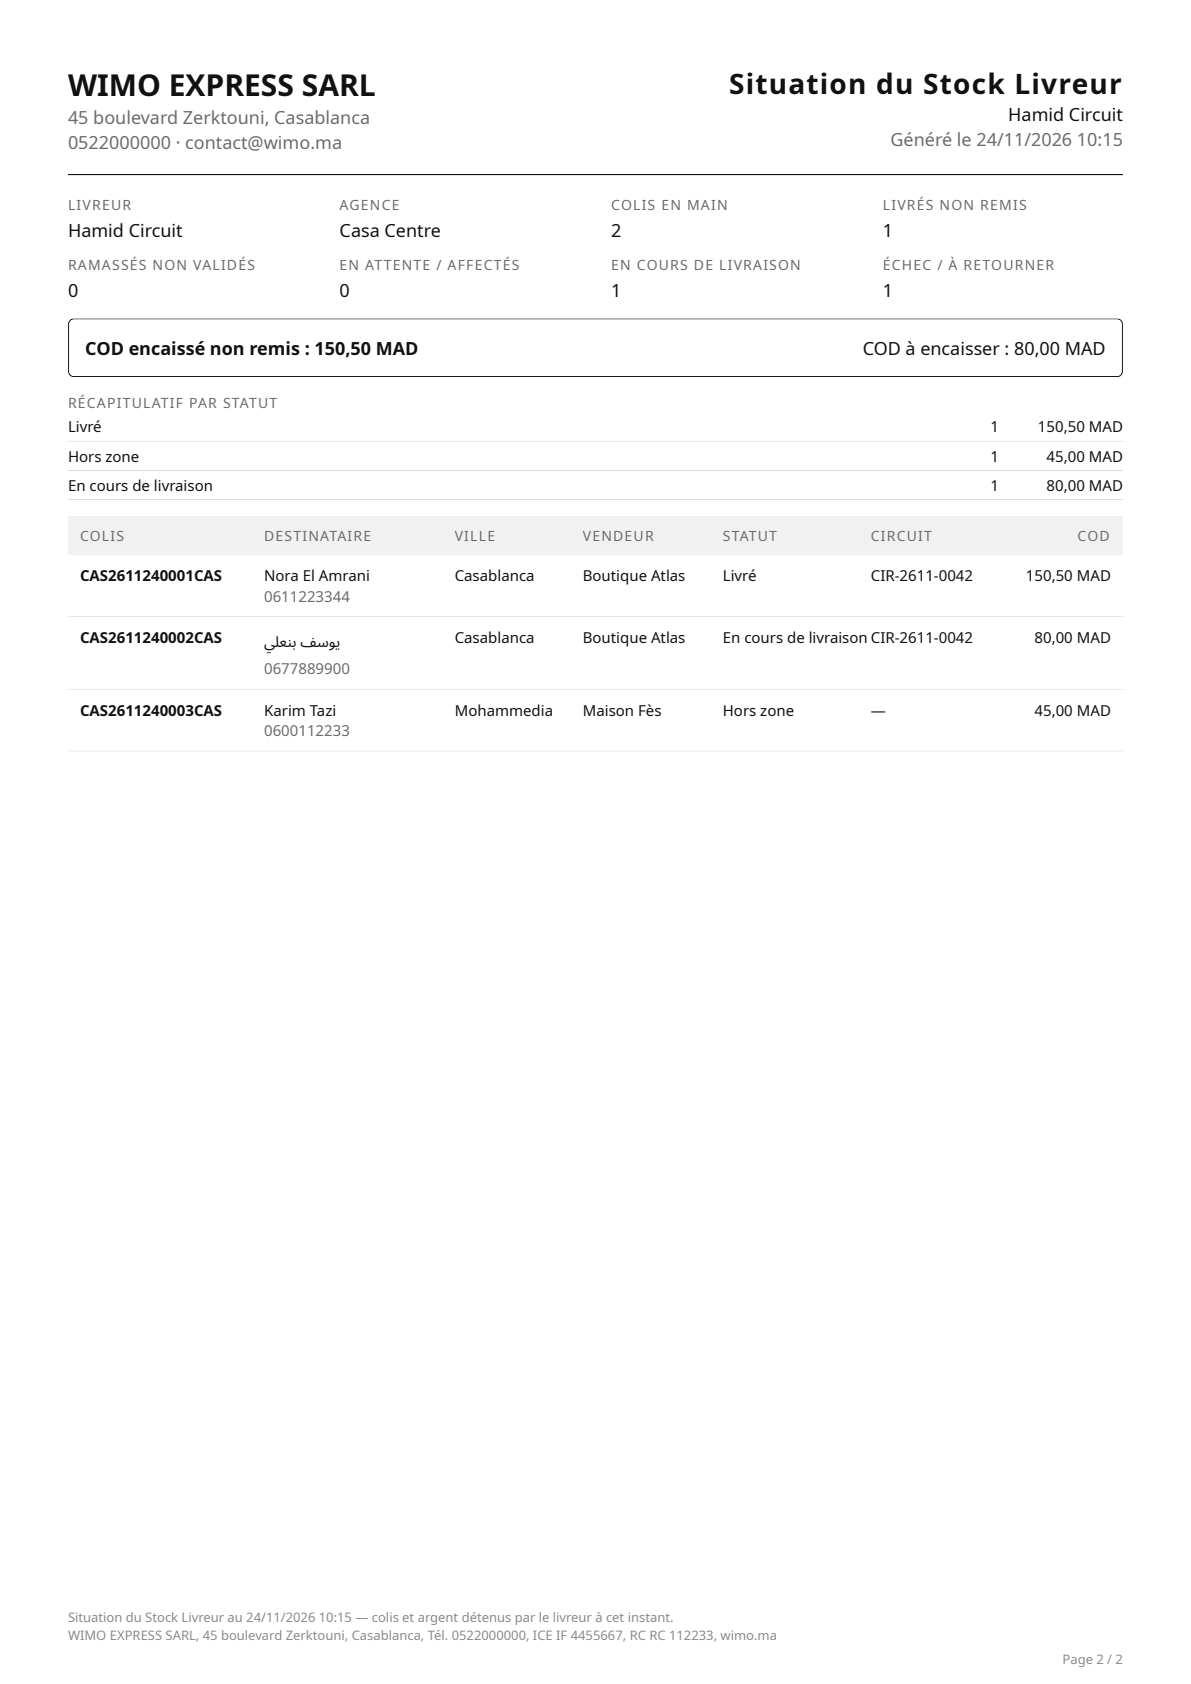 WIMO EXPRESS SARL
45 boulevard Zerktouni, Casablanca
0522000000 · contact@wimo.ma
Situation du Stock Livreur
Hamid Circuit
Généré le 24/11/2026 10:15
LIVREUR AGENCE COLIS EN MAIN LIVRÉS NON REMIS
Hamid Circuit Casa Centre 2 1
RAMASSÉS NON VALIDÉS EN ATTENTE / AFFECTÉS EN COURS DE LIVRAISON ÉCHEC / À RETOURNER
0 0 1 1
COD encaissé non remis : 150,50 MAD COD à encaisser : 80,00 MAD
RÉCAPITULATIF PAR STATUT
Livré 1 150,50 MAD
Hors zone 1 45,00 MAD
En cours de livraison 1 80,00 MAD
COLIS DESTINATAIRE VILLE VENDEUR STATUT CIRCUIT COD
CAS2611240001CAS Nora El Amrani Casablanca Boutique Atlas Livré CIR-2611-0042 150,50 MAD
0611223344
CAS2611240002CAS يوسف بنعلي Casablanca Boutique Atlas En cours de livraison CIR-2611-0042 80,00 MAD
0677889900
CAS2611240003CAS Karim Tazi Mohammedia Maison Fès Hors zone — 45,00 MAD
0600112233
Situation du Stock Livreur au 24/11/2026 10:15 — colis et argent détenus par le livreur à cet instant.
WIMO EXPRESS SARL, 45 boulevard Zerktouni, Casablanca, Tél. 0522000000, ICE IF 4455667, RC RC 112233, wimo.ma
Page 2 / 2